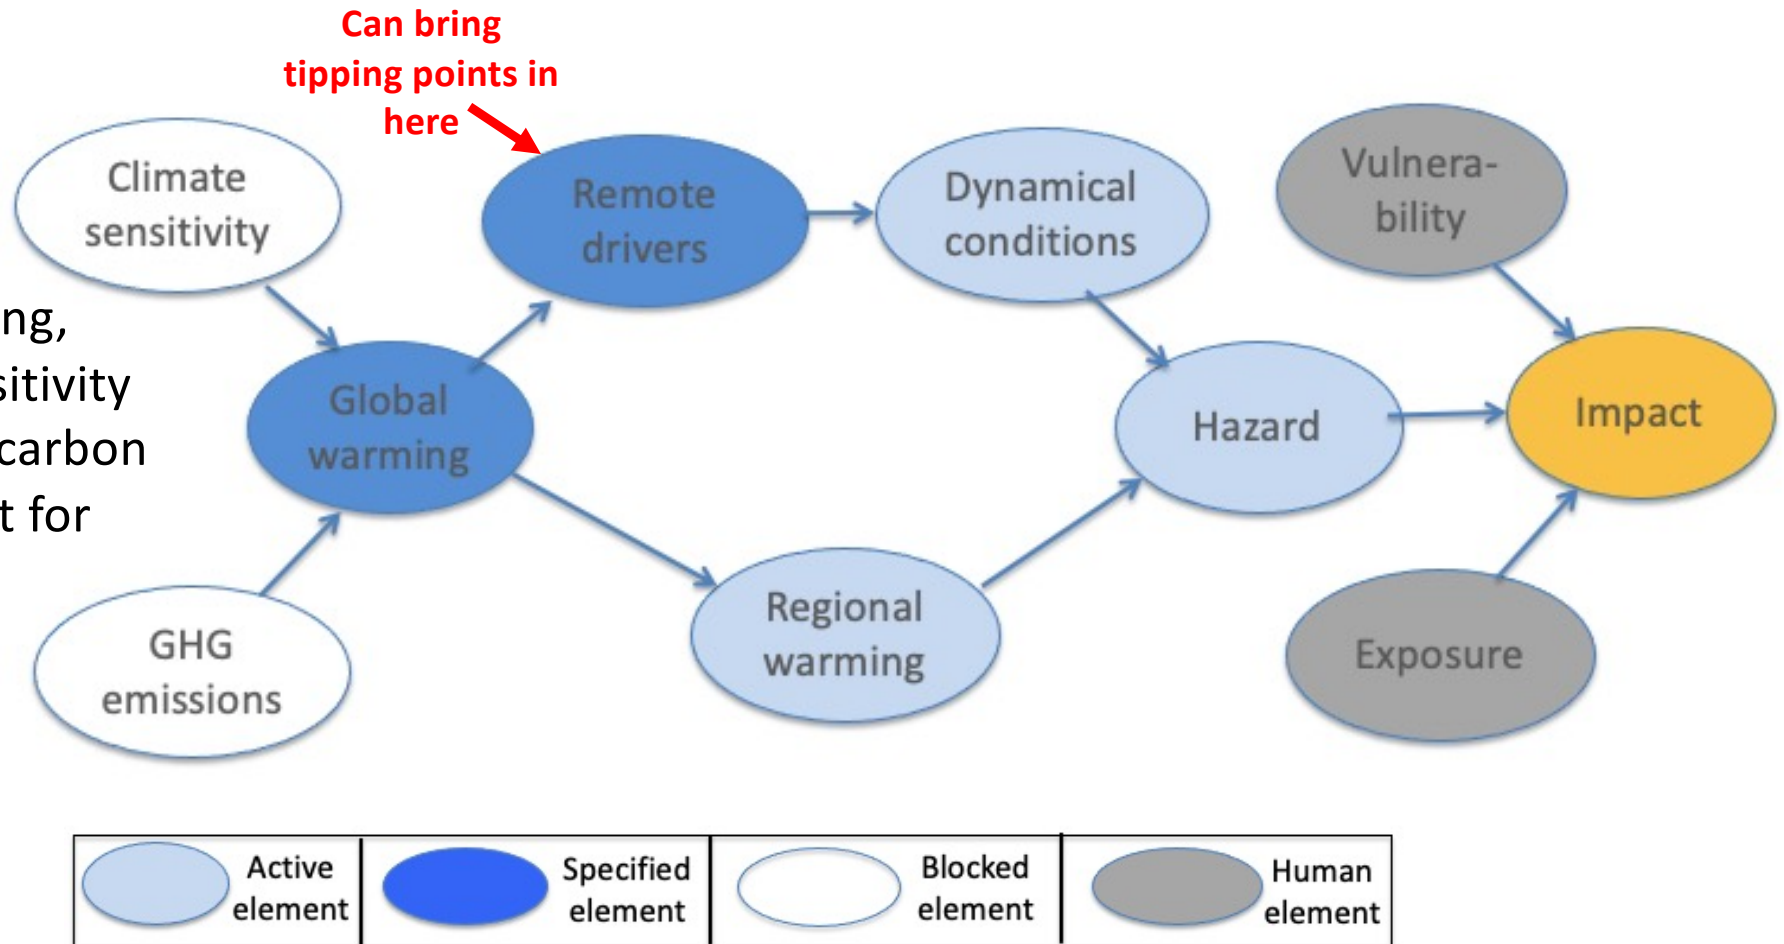 Can bring
tipping points in
here
Climate
sensitivity
Remote
drivers
Dynamical
conditions
Vulnera-
bility
ng,
sitivity
carbon
t for
Global
warming
Hazard
Impact
GHG
emissions
Regional
warming
Exposure
Active
element
Specified
element
Blocked
element
Human
element